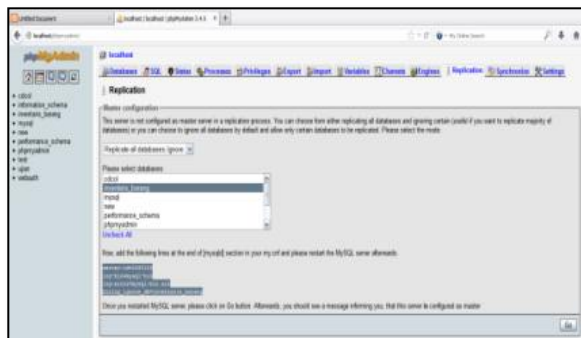 localhost / localhost / phpMyAdmin 3.4.5
phpMyAdmin
localhost
Databases SQL Status Processes Privileges Export Import Variables Charsets Engines Replication Synchronize Settings
cdcol
information_schema
inventaris_barang
mysql
new
performance_schema
phpmyadmin
test
webauth
Replication
Master configuration
This server is not configured as master server in a replication process. You can choose from either replicating all databases and ignoring certain (useful if you want to replicate majority of
databases) or you can choose to ignore all databases by default and allow only certain databases to be replicated. Please select the mode:
Replicate all databases; Ignore:
Please select databases:
cdcol
inventaris_barang
mysql
new
performance_schema
phpmyadmin
Uncheck All
Now, add the following lines at the end of [mysqld] section in your my.cnf and please restart the MySQL server afterwards.
Once you restarted MySQL server, please click on Go button. Afterwards, you should see a message informing you, that this server is configured as master
Go